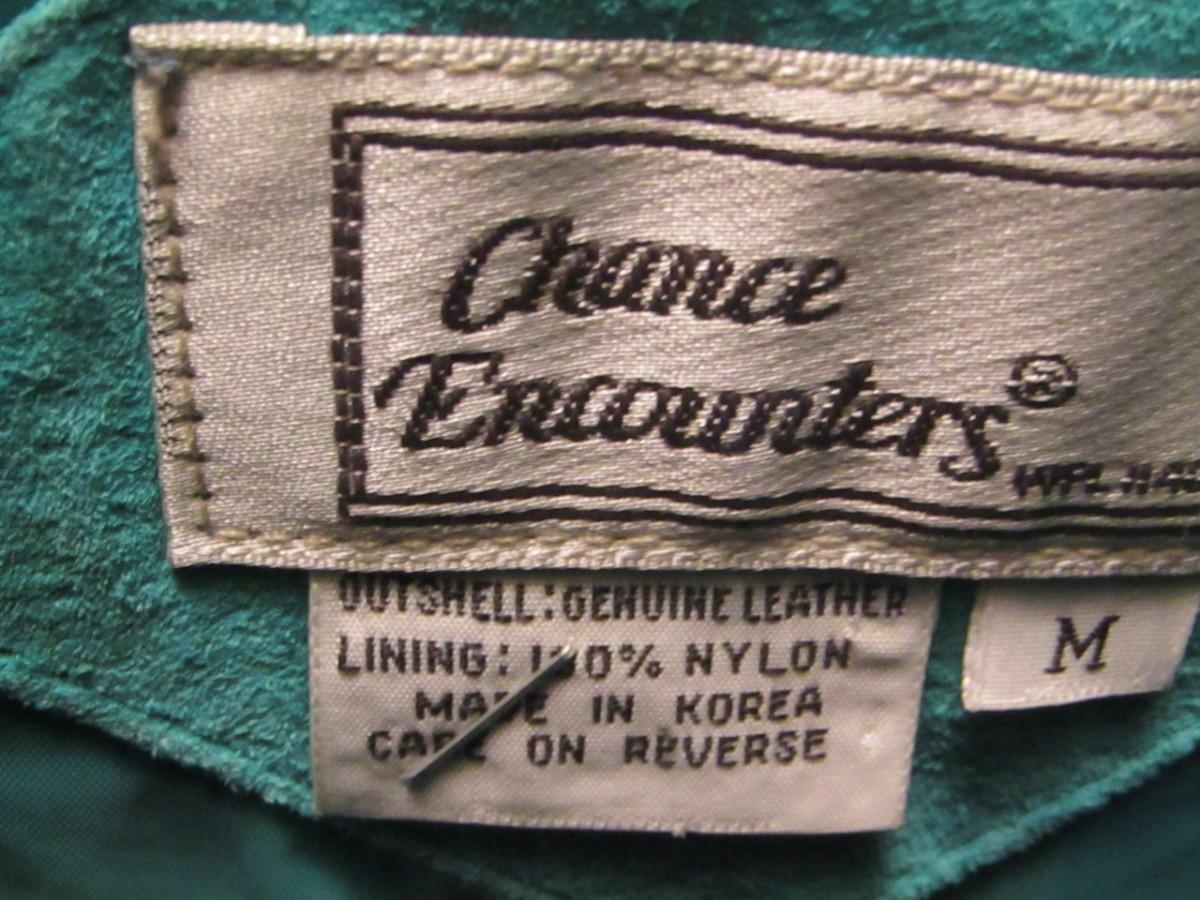 Chance
Encounters®
OUTSHELL: GENUINE LEATHER
LINING: 100% NYLON
MADE IN KOREA
CARE ON REVERSE
M